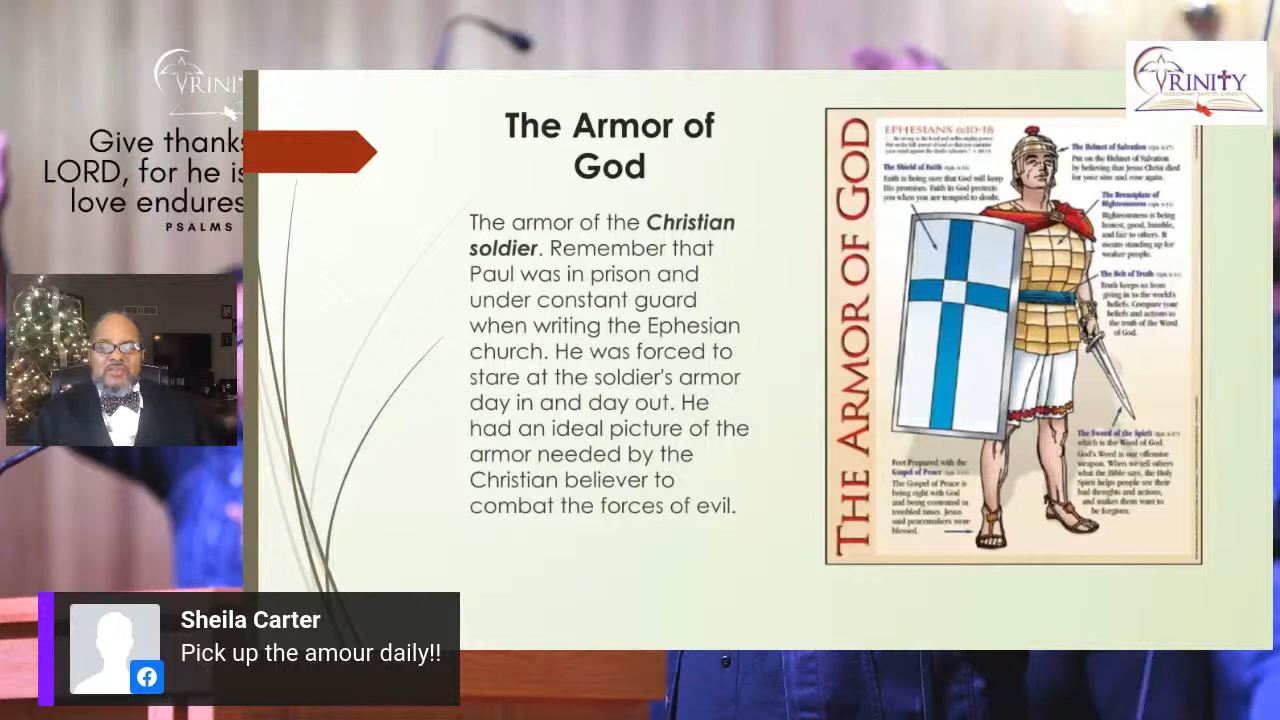 TRINITY
Give thanks
LORD, for he is
love endures
PSALMS
The Armor of
God
The armor of the Christian
soldier. Remember that
Paul was in prison and
under constant guard
when writing the Ephesian
church. He was forced to
stare at the soldier's armor
day in and day out. He
had an ideal picture of the
armor needed by the
Christian believer to
combat the forces of evil.
THE ARMOR OF GOD
EPHESIANS 6:10-18
The Shield of Faith
Faith is being sure that God will keep
His promises. Faith in God protects
you when you are tempted to doubt.
The Helmet of Salvation
Put on the Helmet of Salvation
by believing that Jesus Christ died
for your sins and rose again.
The Breastplate of
Righteousness
Righteousness is being
honest, good, humble,
and fair to others. It
means standing up for
weaker people.
The Belt of Truth
Truth keeps us from
giving in to the world's
beliefs. Compare your
beliefs and actions to
the truth of the Word
of God.
The Sword of the Spirit
which is the Word of God.
God's Word is our offensive
weapon. When we tell others
what the Bible says, the Holy
Spirit helps people see their
bad thoughts and actions,
and makes them want to
be forgiven.
Feet Prepared with the
Gospel of Peace
The Gospel of Peace is
being right with God
and being contented in
troubled times. Jesus
said peacemakers were
blessed.
TRINITY
MISSIONARY BAPTIST CHURCH
Sheila Carter
Pick up the amour daily!!